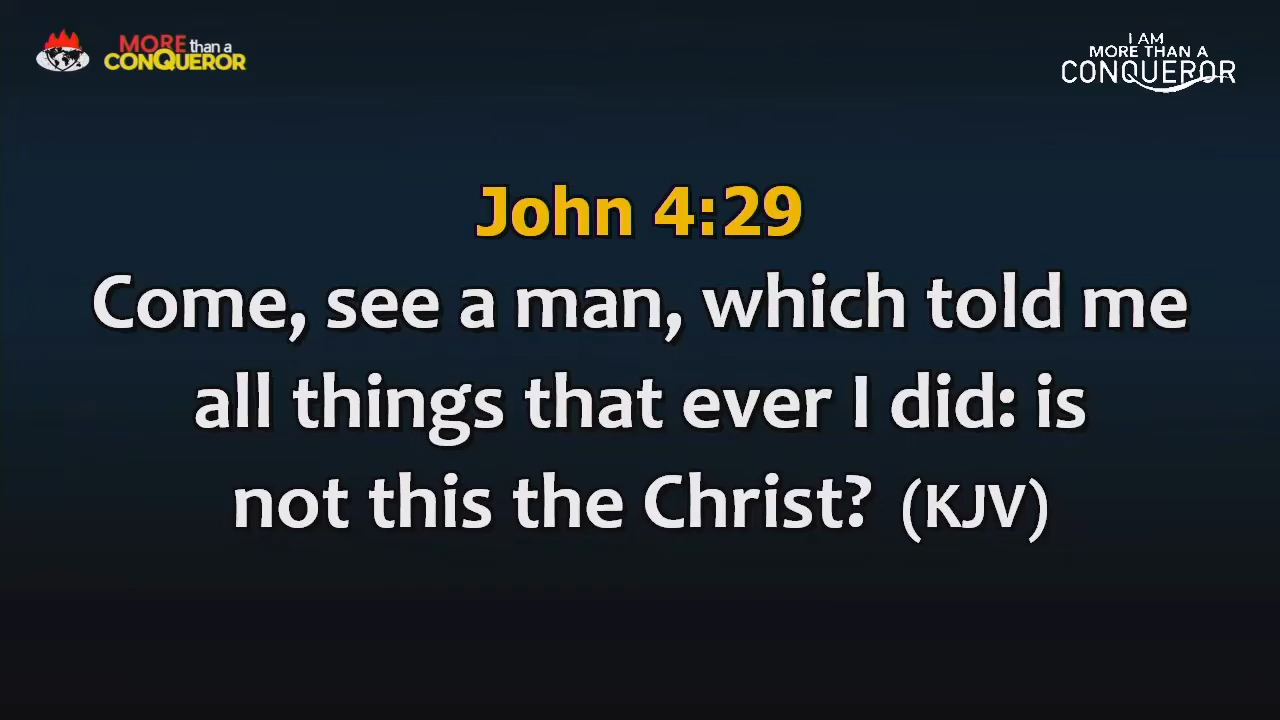 MORE than a
CONQUEROR
I AM
MORE THAN A
CONQUEROR
John 4:29
Come, see a man, which told me
all things that ever I did: is
not this the Christ? (KJV)